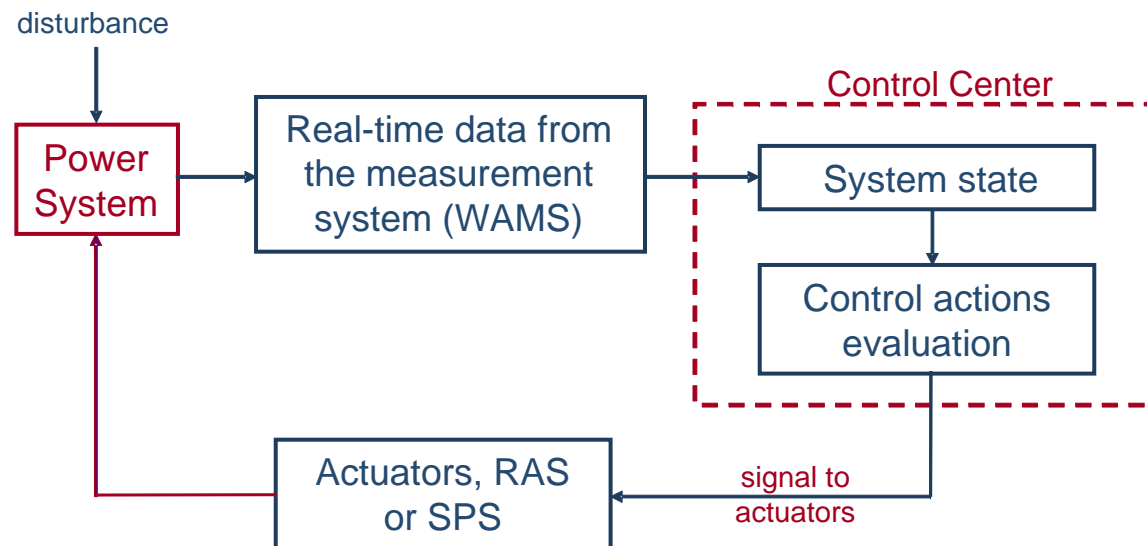 disturbance
Control Center
Power
System
Real-time data from
the measurement
system (WAMS)
System state
Control actions
evaluation
signal to
actuators
Actuators, RAS
or SPS